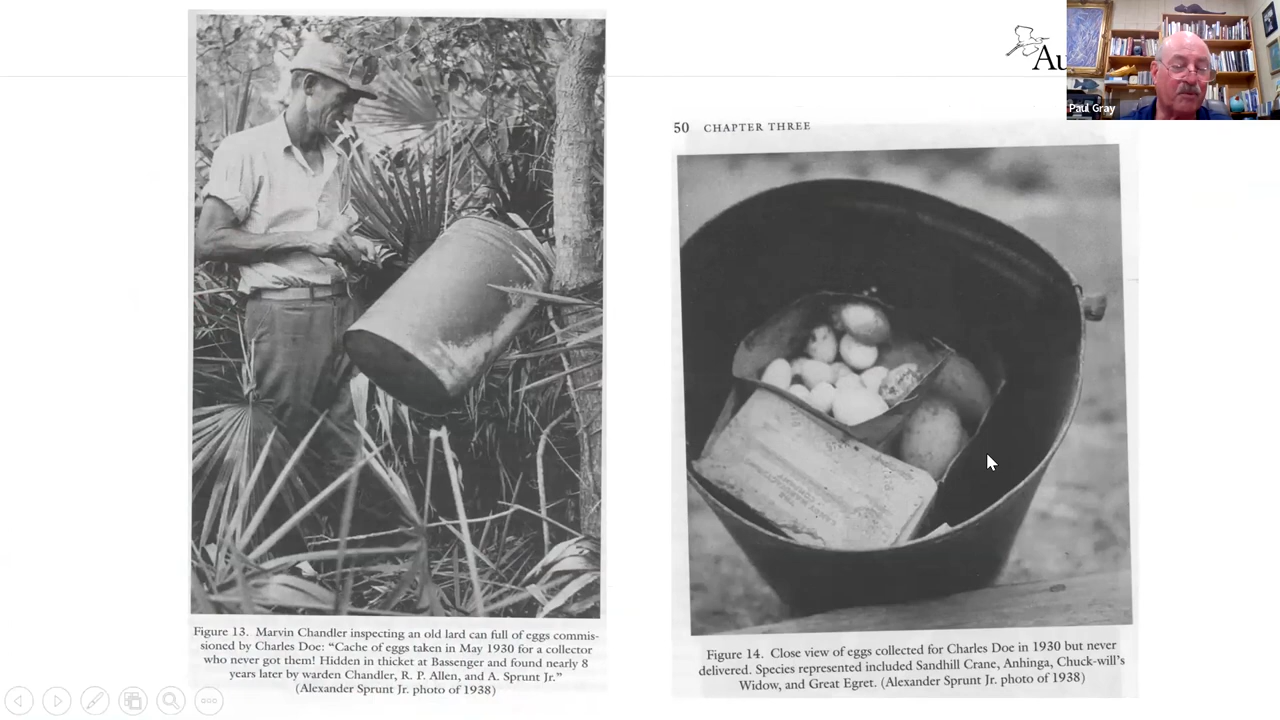 Au
Paul Gray
50 CHAPTER THREE
Figure 13. Marvin Chandler inspecting an old lard can full of eggs commis-
sioned by Charles Doe: “Cache of eggs taken in May 1930 for a collector
who never got them! Hidden in thicket at Bassenger and found nearly 8
years later by warden Chandler, R. P. Allen, and A. Sprunt Jr.”
(Alexander Sprunt Jr. photo of 1938)
Figure 14. Close view of eggs collected for Charles Doe in 1930 but never
delivered. Species represented included Sandhill Crane, Anhinga, Chuck-will’s
Widow, and Great Egret. (Alexander Sprunt Jr. photo of 1938)